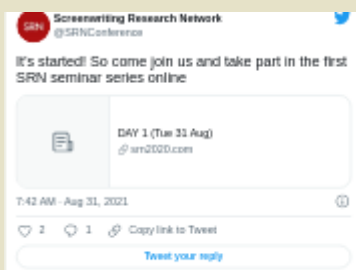 SRN
Screenwriting Research Network
@SRNConference
It's started! So come join us and take part in the first
SRN seminar series online
DAY 1 (Tue 31 Aug)
srn2020.com
7:42 AM · Aug 31, 2021
2 1 Copy link to Tweet
Tweet your reply